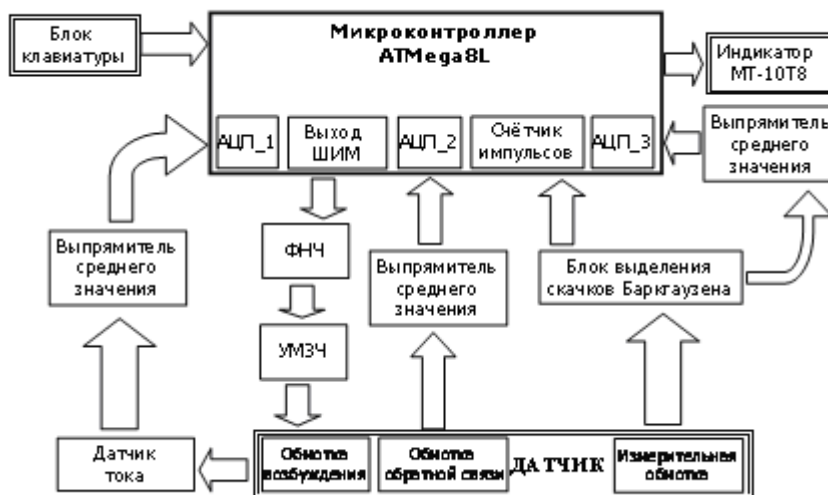 Блок
клавиатуры
Микроконтроллер
ATMega8L
Индикатор
МТ-10Т8
АЦП_1
Выход
ШИМ
АЦП_2
Счётчик
импульсов
АЦП_3
Выпрямитель
среднего
значения
Выпрямитель
среднего
значения
ФНЧ
Выпрямитель
среднего
значения
Блок выделения
скачков Баркгаузена
УМЗЧ
Датчик
тока
Обмотка
возбуждения
Обмотка
обратной связи
ДАТЧИК
Измерительная
обмотка